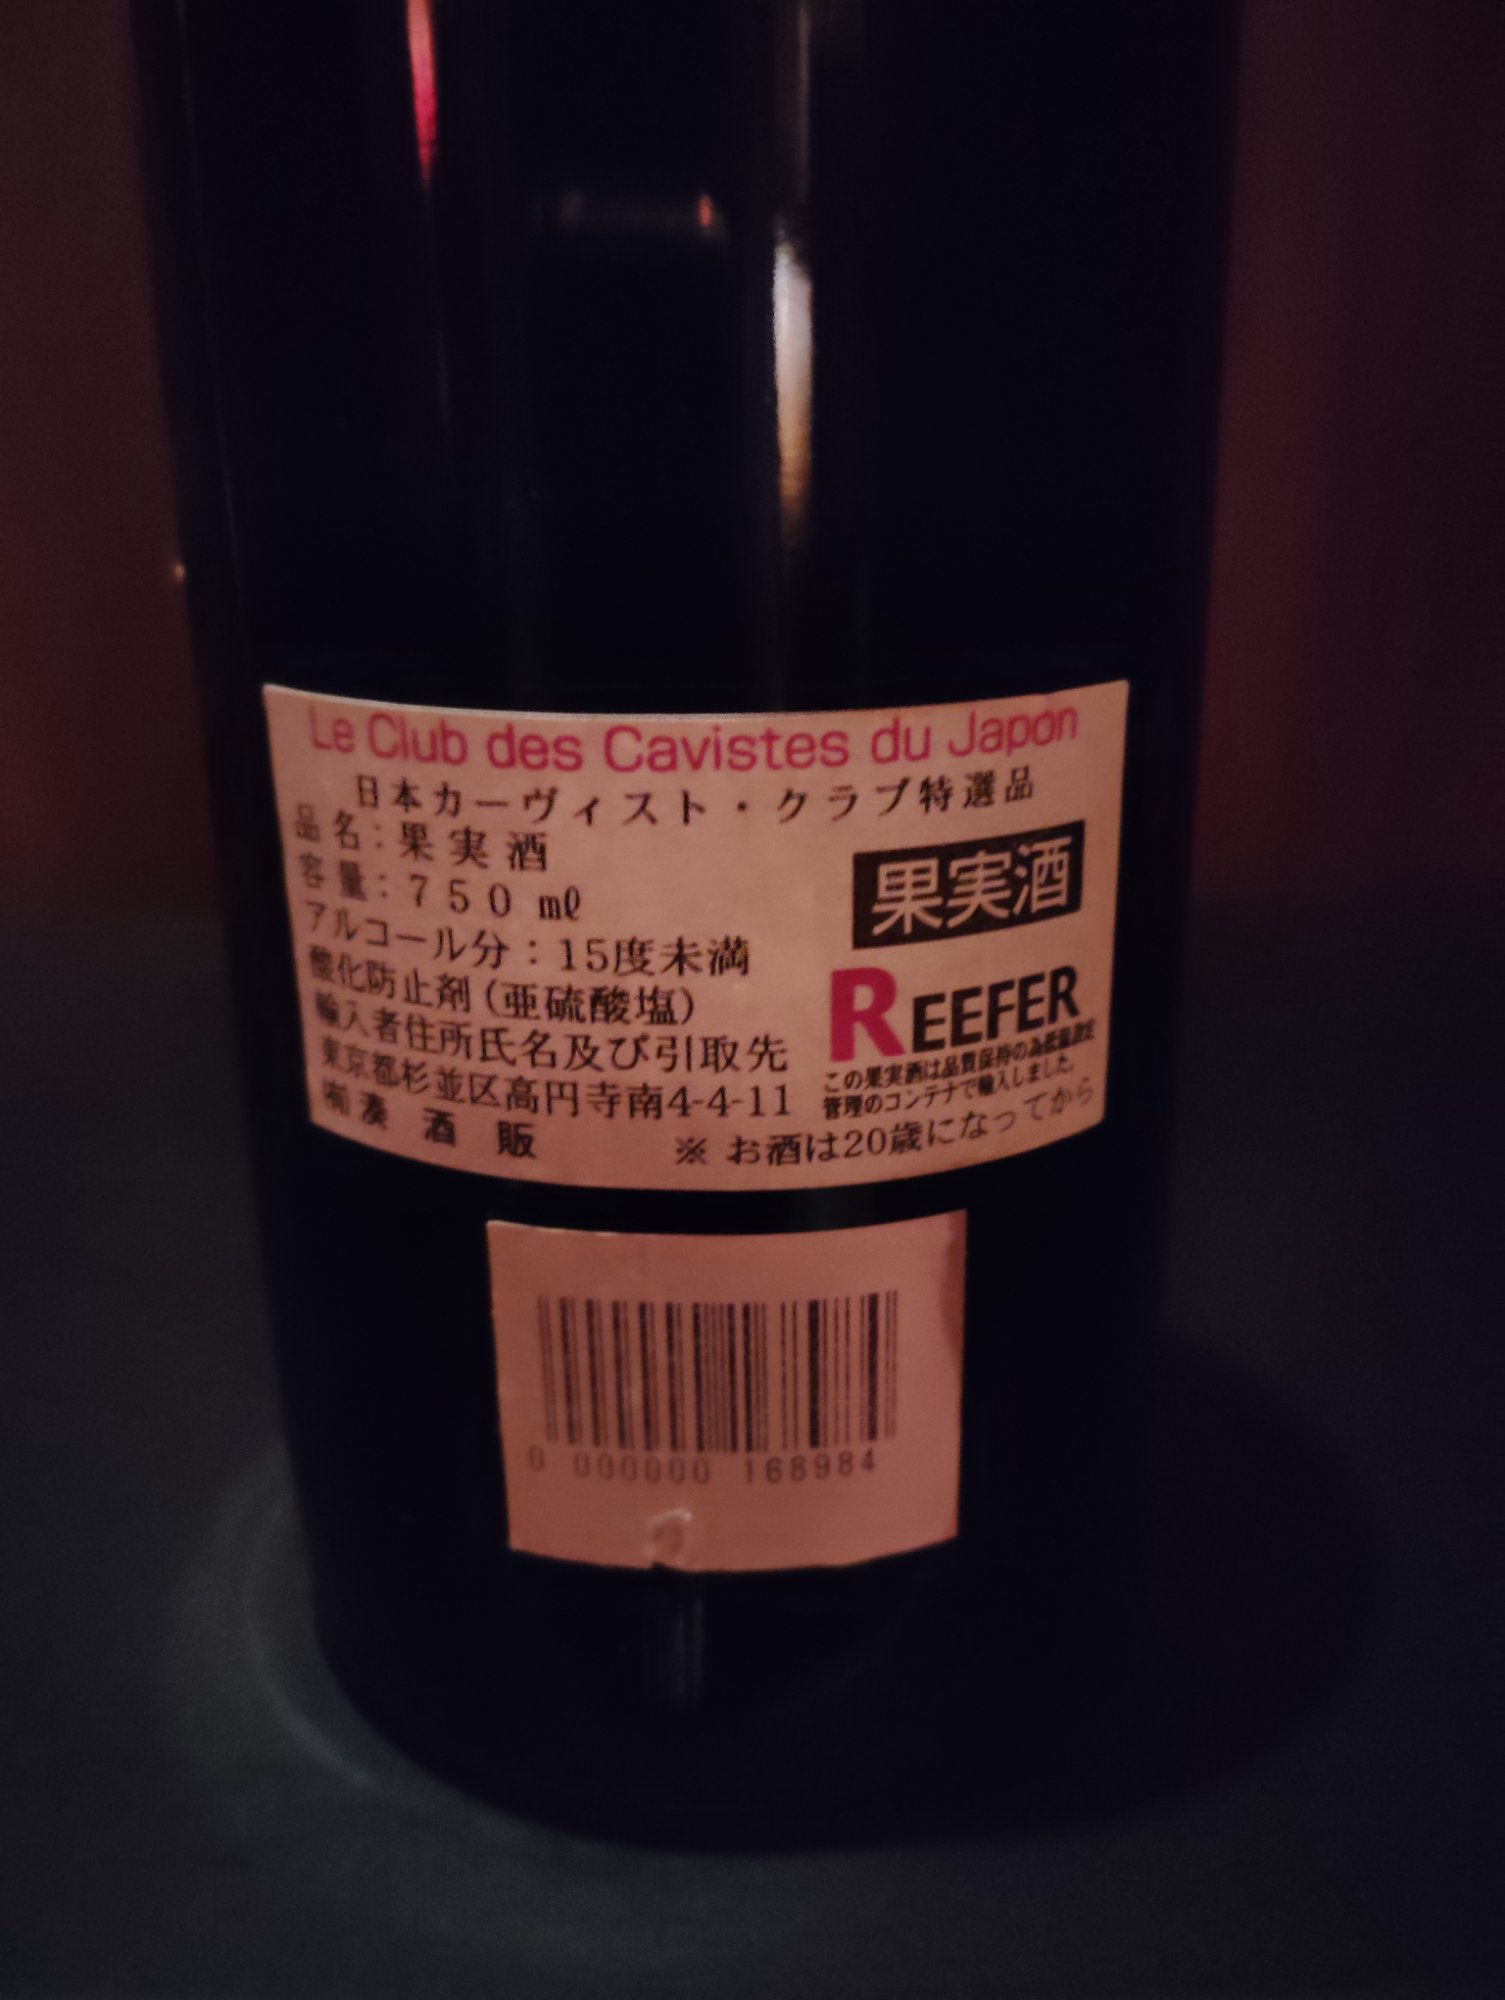 Le Club des Cavistes du Japon
日本カーヴィスト・クラブ特選品
品名：果実酒
容量：７５０ ㎖
アルコール分：15度未満
酸化防止剤（亜硫酸塩）
輸入者住所氏名及び引取先
東京都杉並区高円寺南4-4-11
㈲湊 酒 販
果実酒
REEFER
この果実酒は品質保持の為低温設定
管理のコンテナで輸入しました。
※ お酒は20歳になってから
0 000000 168984